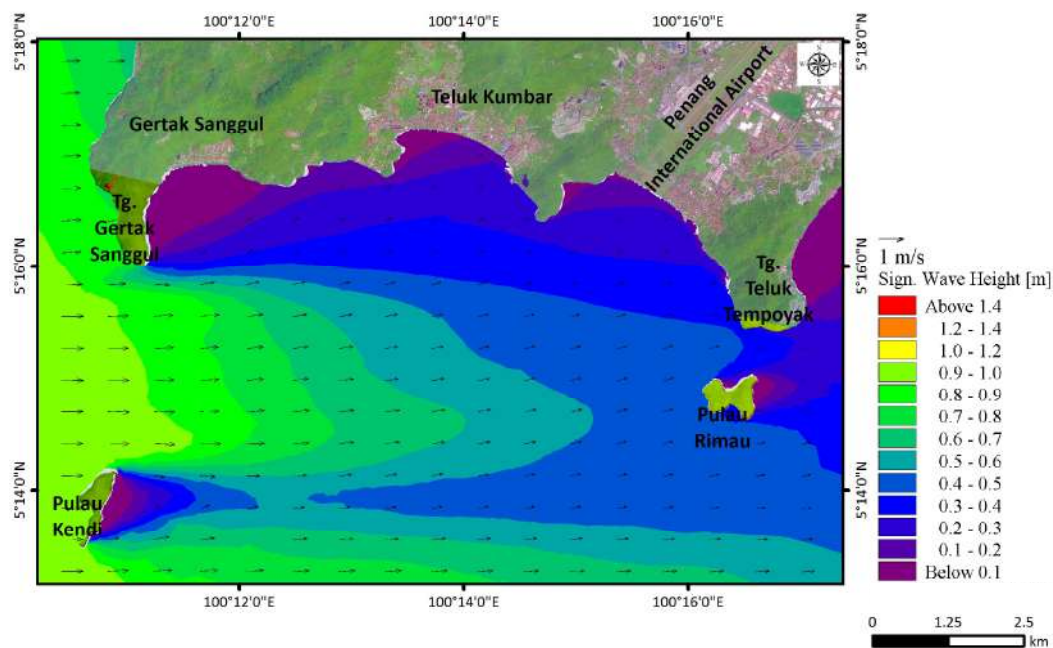 100°12'0"E 100°14'0"E 100°16'0"E
5°18'0"N 5°18'0"N
Gertak Sanggul
Teluk Kumbar
Penang
International Airport
Tg.
Gertak
Sanggul
5°16'0"N 5°16'0"N
Tg.
Teluk
Tempoyak
Pulau
Rimau
5°14'0"N 5°14'0"N
Pulau
Kendi
100°12'0"E 100°14'0"E 100°16'0"E
1 m/s
Sign. Wave Height [m]
Above 1.4
1.2 - 1.4
1.0 - 1.2
0.9 - 1.0
0.8 - 0.9
0.7 - 0.8
0.6 - 0.7
0.5 - 0.6
0.4 - 0.5
0.3 - 0.4
0.2 - 0.3
0.1 - 0.2
Below 0.1
0 1.25 2.5
km